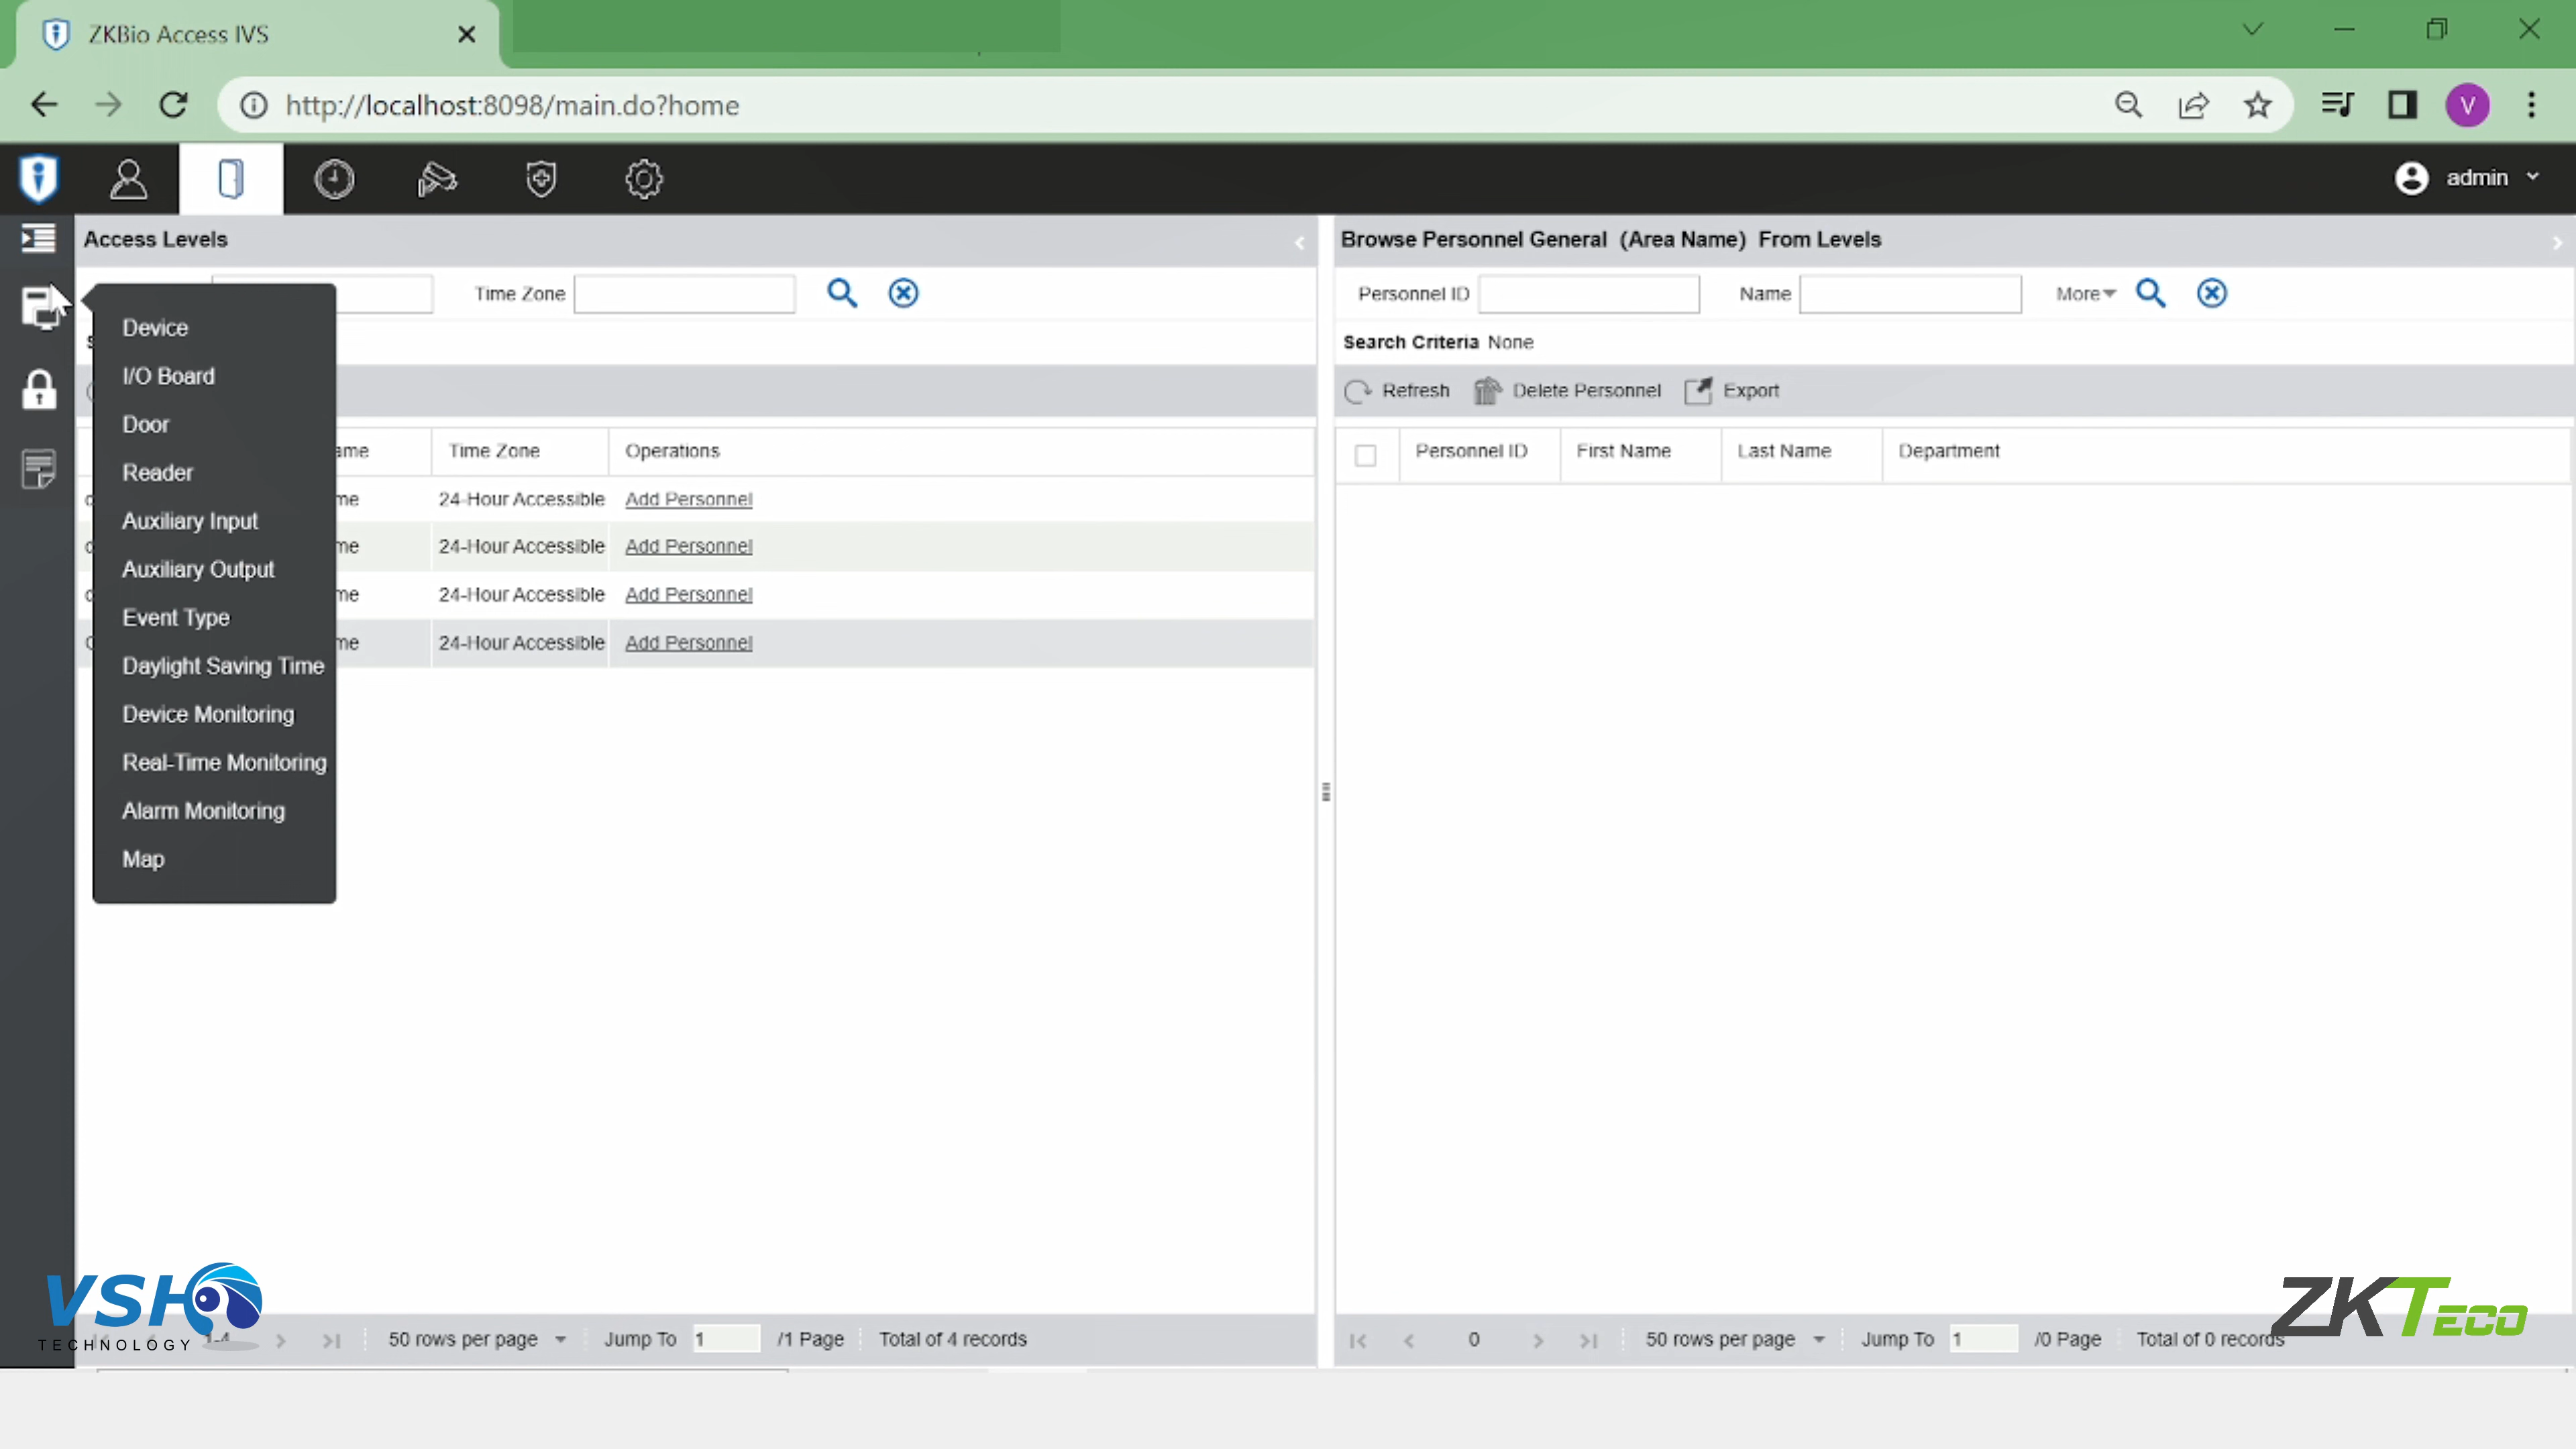 ZKBio Access IVS
http://localhost:8098/main.do?home
V
admin
Access Levels
Browse Personnel General (Area Name) From Levels
Time Zone
Personnel ID
Name
More
Search Criteria None
Refresh
Delete Personnel
Export
Device
I/O Board
Door
Reader
Auxiliary Input
Auxiliary Output
Event Type
Daylight Saving Time
Device Monitoring
Real-Time Monitoring
Alarm Monitoring
Map
Time Zone Operations
24-Hour Accessible Add Personnel
24-Hour Accessible Add Personnel
24-Hour Accessible Add Personnel
24-Hour Accessible Add Personnel
Personnel ID First Name Last Name Department
VSH
TECHNOLOGY
1-4 50 rows per page Jump To 1 /1 Page Total of 4 records
0 50 rows per page Jump To 1 /0 Page Total of 0 records
ZKTECO